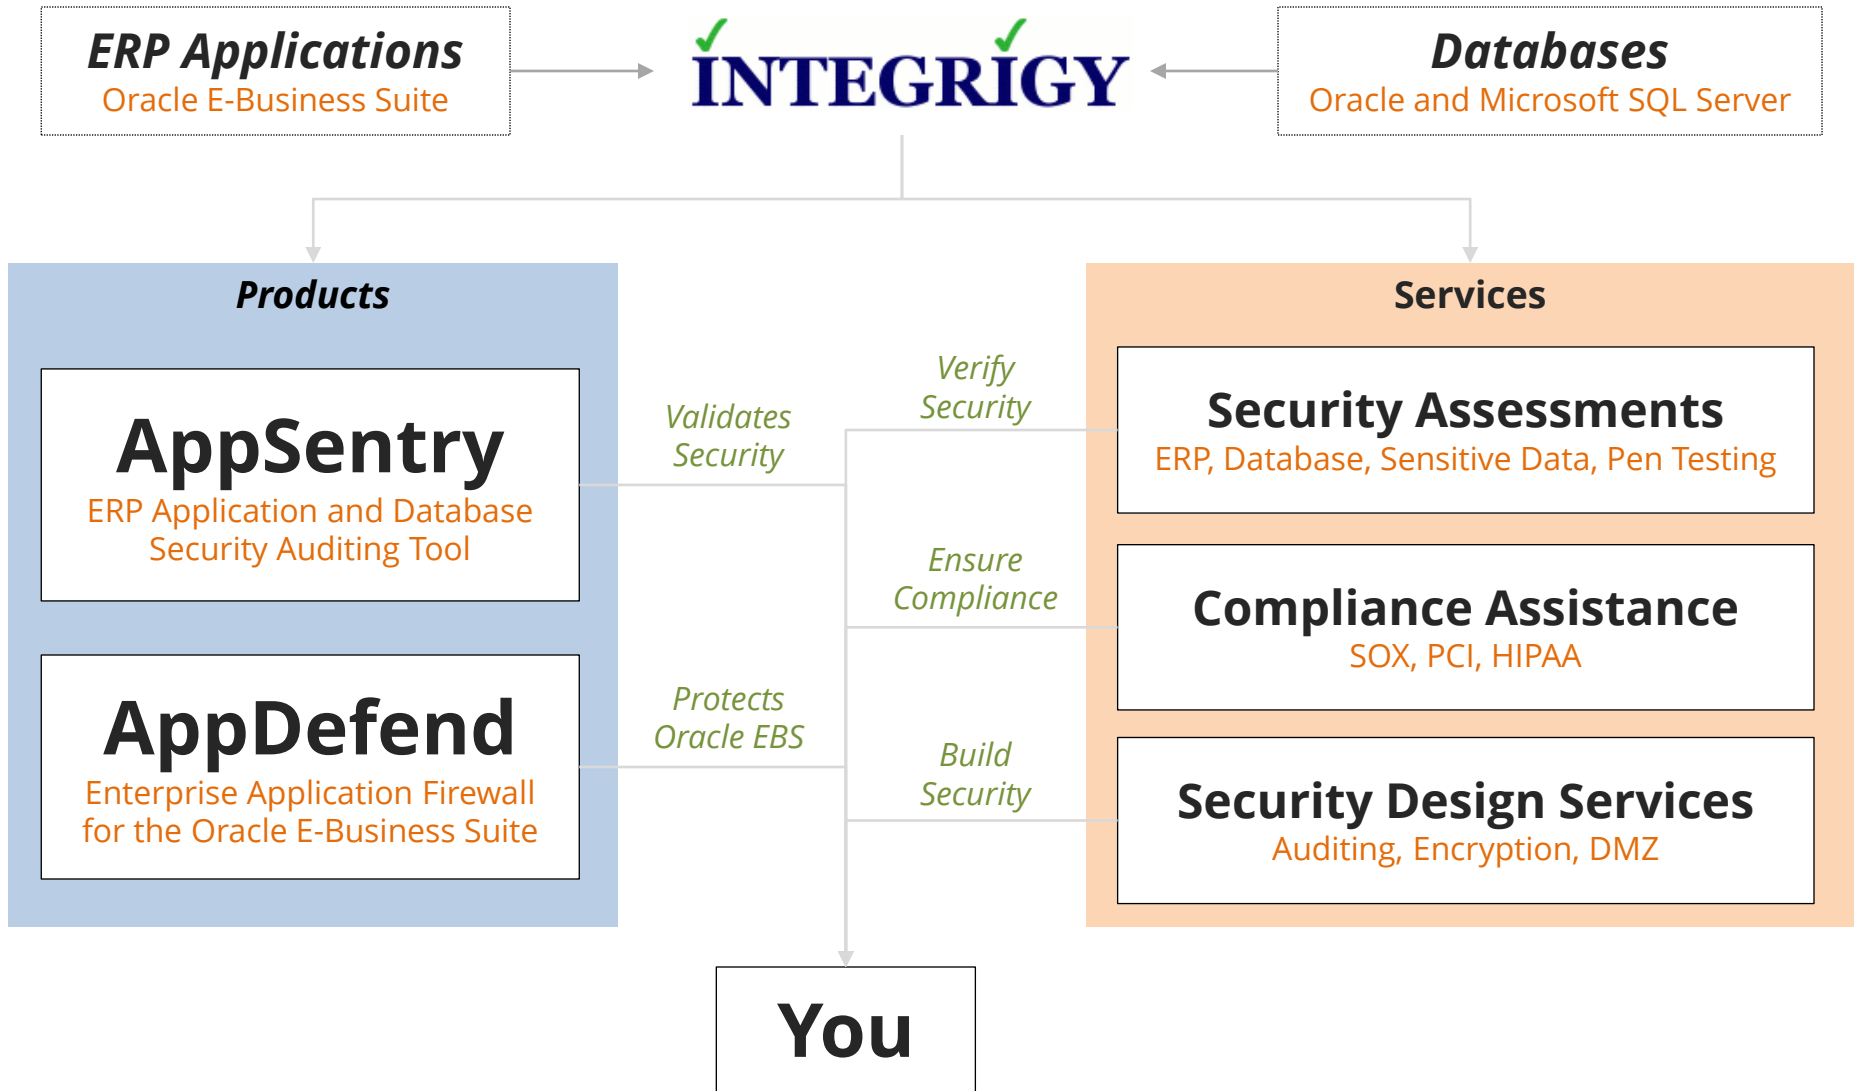 ERP Applications
Oracle E-Business Suite
INTEGRIGY
Databases
Oracle and Microsoft SQL Server
Products
AppSentry
ERP Application and Database
Security Auditing Tool
AppDefend
Enterprise Application Firewall
for the Oracle E-Business Suite
Validates
Security
Protects
Oracle EBS
Verify
Security
Ensure
Compliance
Build
Security
Services
Security Assessments
ERP, Database, Sensitive Data, Pen Testing
Compliance Assistance
SOX, PCI, HIPAA
Security Design Services
Auditing, Encryption, DMZ
You